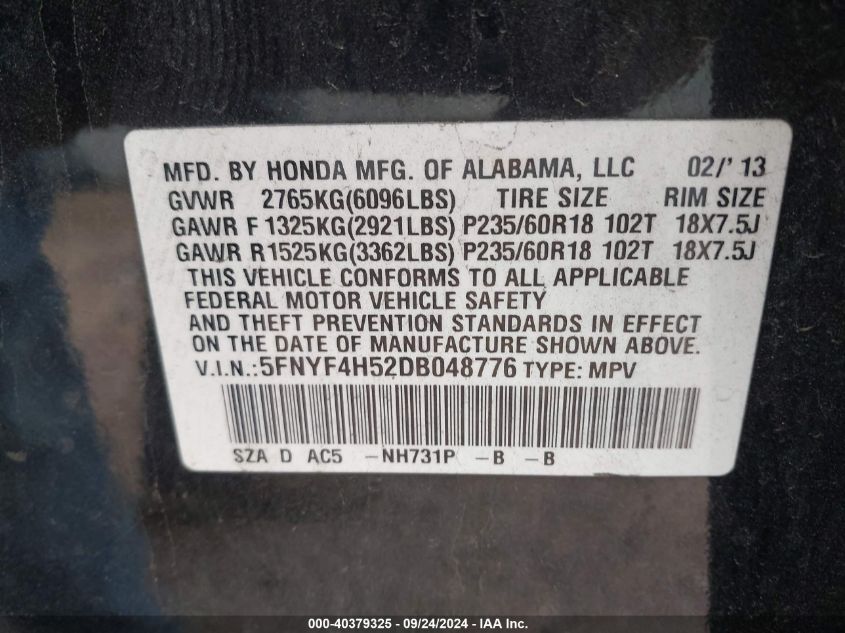 MFD. BY HONDA MFG. OF ALABAMA, LLC 02/' 13
GVWR 2765KG(6096LBS) TIRE SIZE RIM SIZE
GAWR F 1325KG(2921LBS) P235/60R18 102T 18X7.5J
GAWR R1525KG(3362LBS) P235/60R18 102T 18X7.5J
THIS VEHICLE CONFORMS TO ALL APPLICABLE
FEDERAL MOTOR VEHICLE SAFETY
AND THEFT PREVENTION STANDARDS IN EFFECT
ON THE DATE OF MANUFACTURE SHOWN ABOVE.
V.I.N.:5FNYF4H52DB048776 TYPE: MPV
SZA D AC5 -NH731P -B -B
000-40379325 - 09/24/2024 - IAA Inc.